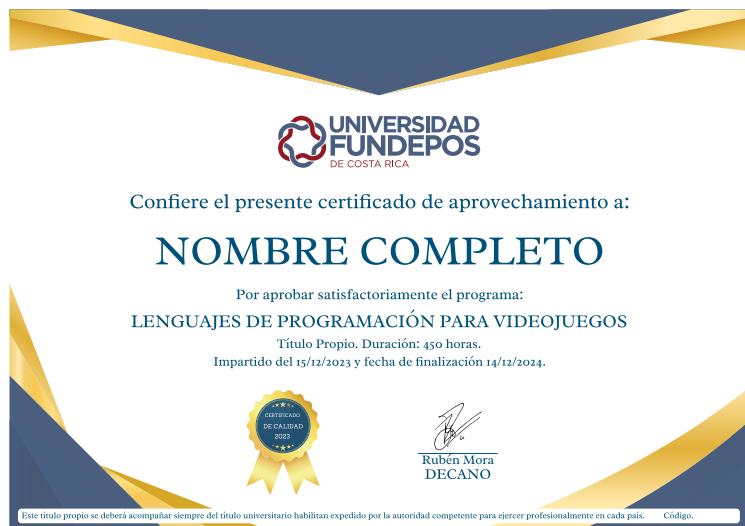 UNIVERSIDAD
FUNDEPOS
DE COSTA RICA
Confiere el presente certificado de aprovechamiento a:
NOMBRE COMPLETO
Por aprobar satisfactoriamente el programa:
LENGUAJES DE PROGRAMACIÓN PARA VIDEOJUEGOS
Título Propio. Duración: 450 horas.
Impartido del 15/12/2023 y fecha de finalización 14/12/2024.
CERTIFICADO
DE CALIDAD
2023
Rubén Mora
DECANO
Este titulo propio se deberá acompañar siempre del titulo universitario habilitan expedido por la autoridad competente para ejercer profesionalmente en cada país. Código.